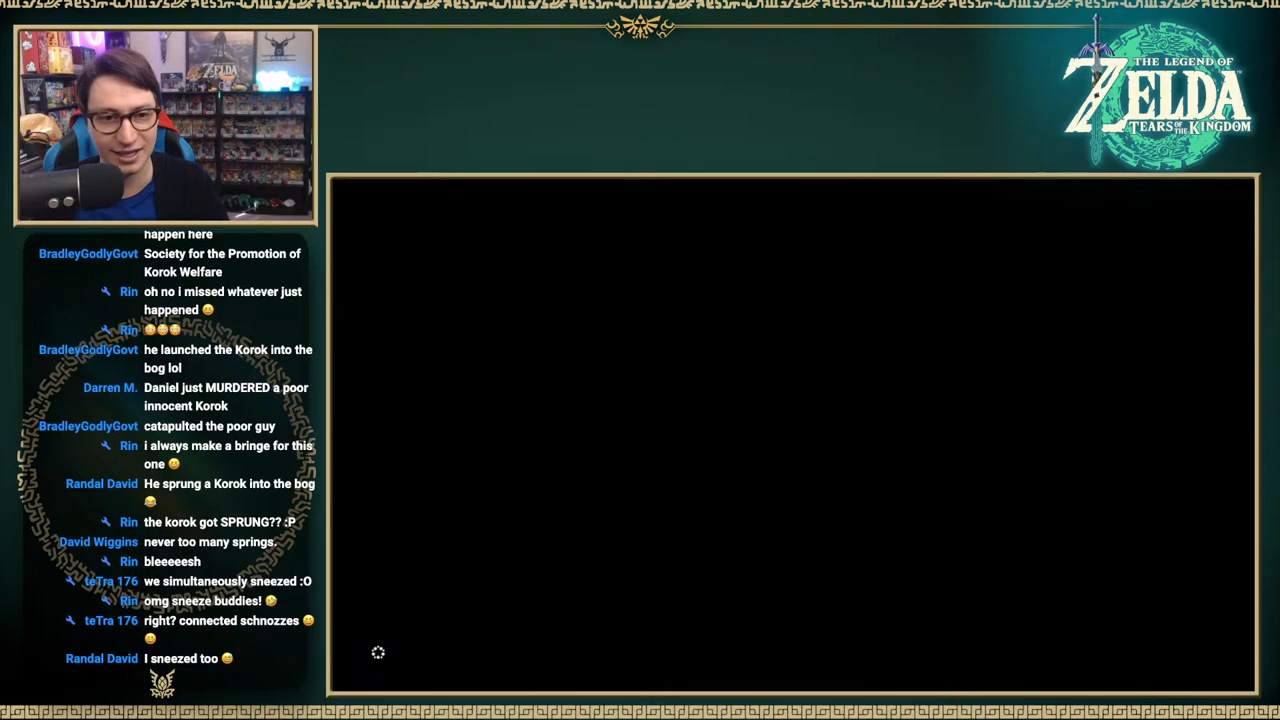 ZELDA
THE LEGEND OF
ZELDA
TEARS OF THE KINGDOM
happen here
BradleyGodlyGovt Society for the Promotion of
Korok Welfare
Rin oh no i missed whatever just
happened 😀
Rin 😳😳😳
BradleyGodlyGovt he launched the Korok into the
bog lol
Darren M. Daniel just MURDERED a poor
innocent Korok
BradleyGodlyGovt catapulted the poor guy
Rin i always make a bringe for this
one 😄
Randal David He sprung a Korok into the bog
😂
Rin the korok got SPRUNG?? :P
David Wiggins never too many springs.
Rin bleeeeesh
teTra 176 we simultaneously sneezed :O
Rin omg sneeze buddies! 🤣
teTra 176 right? connected schnozzes 😄
😀
Randal David I sneezed too 😅